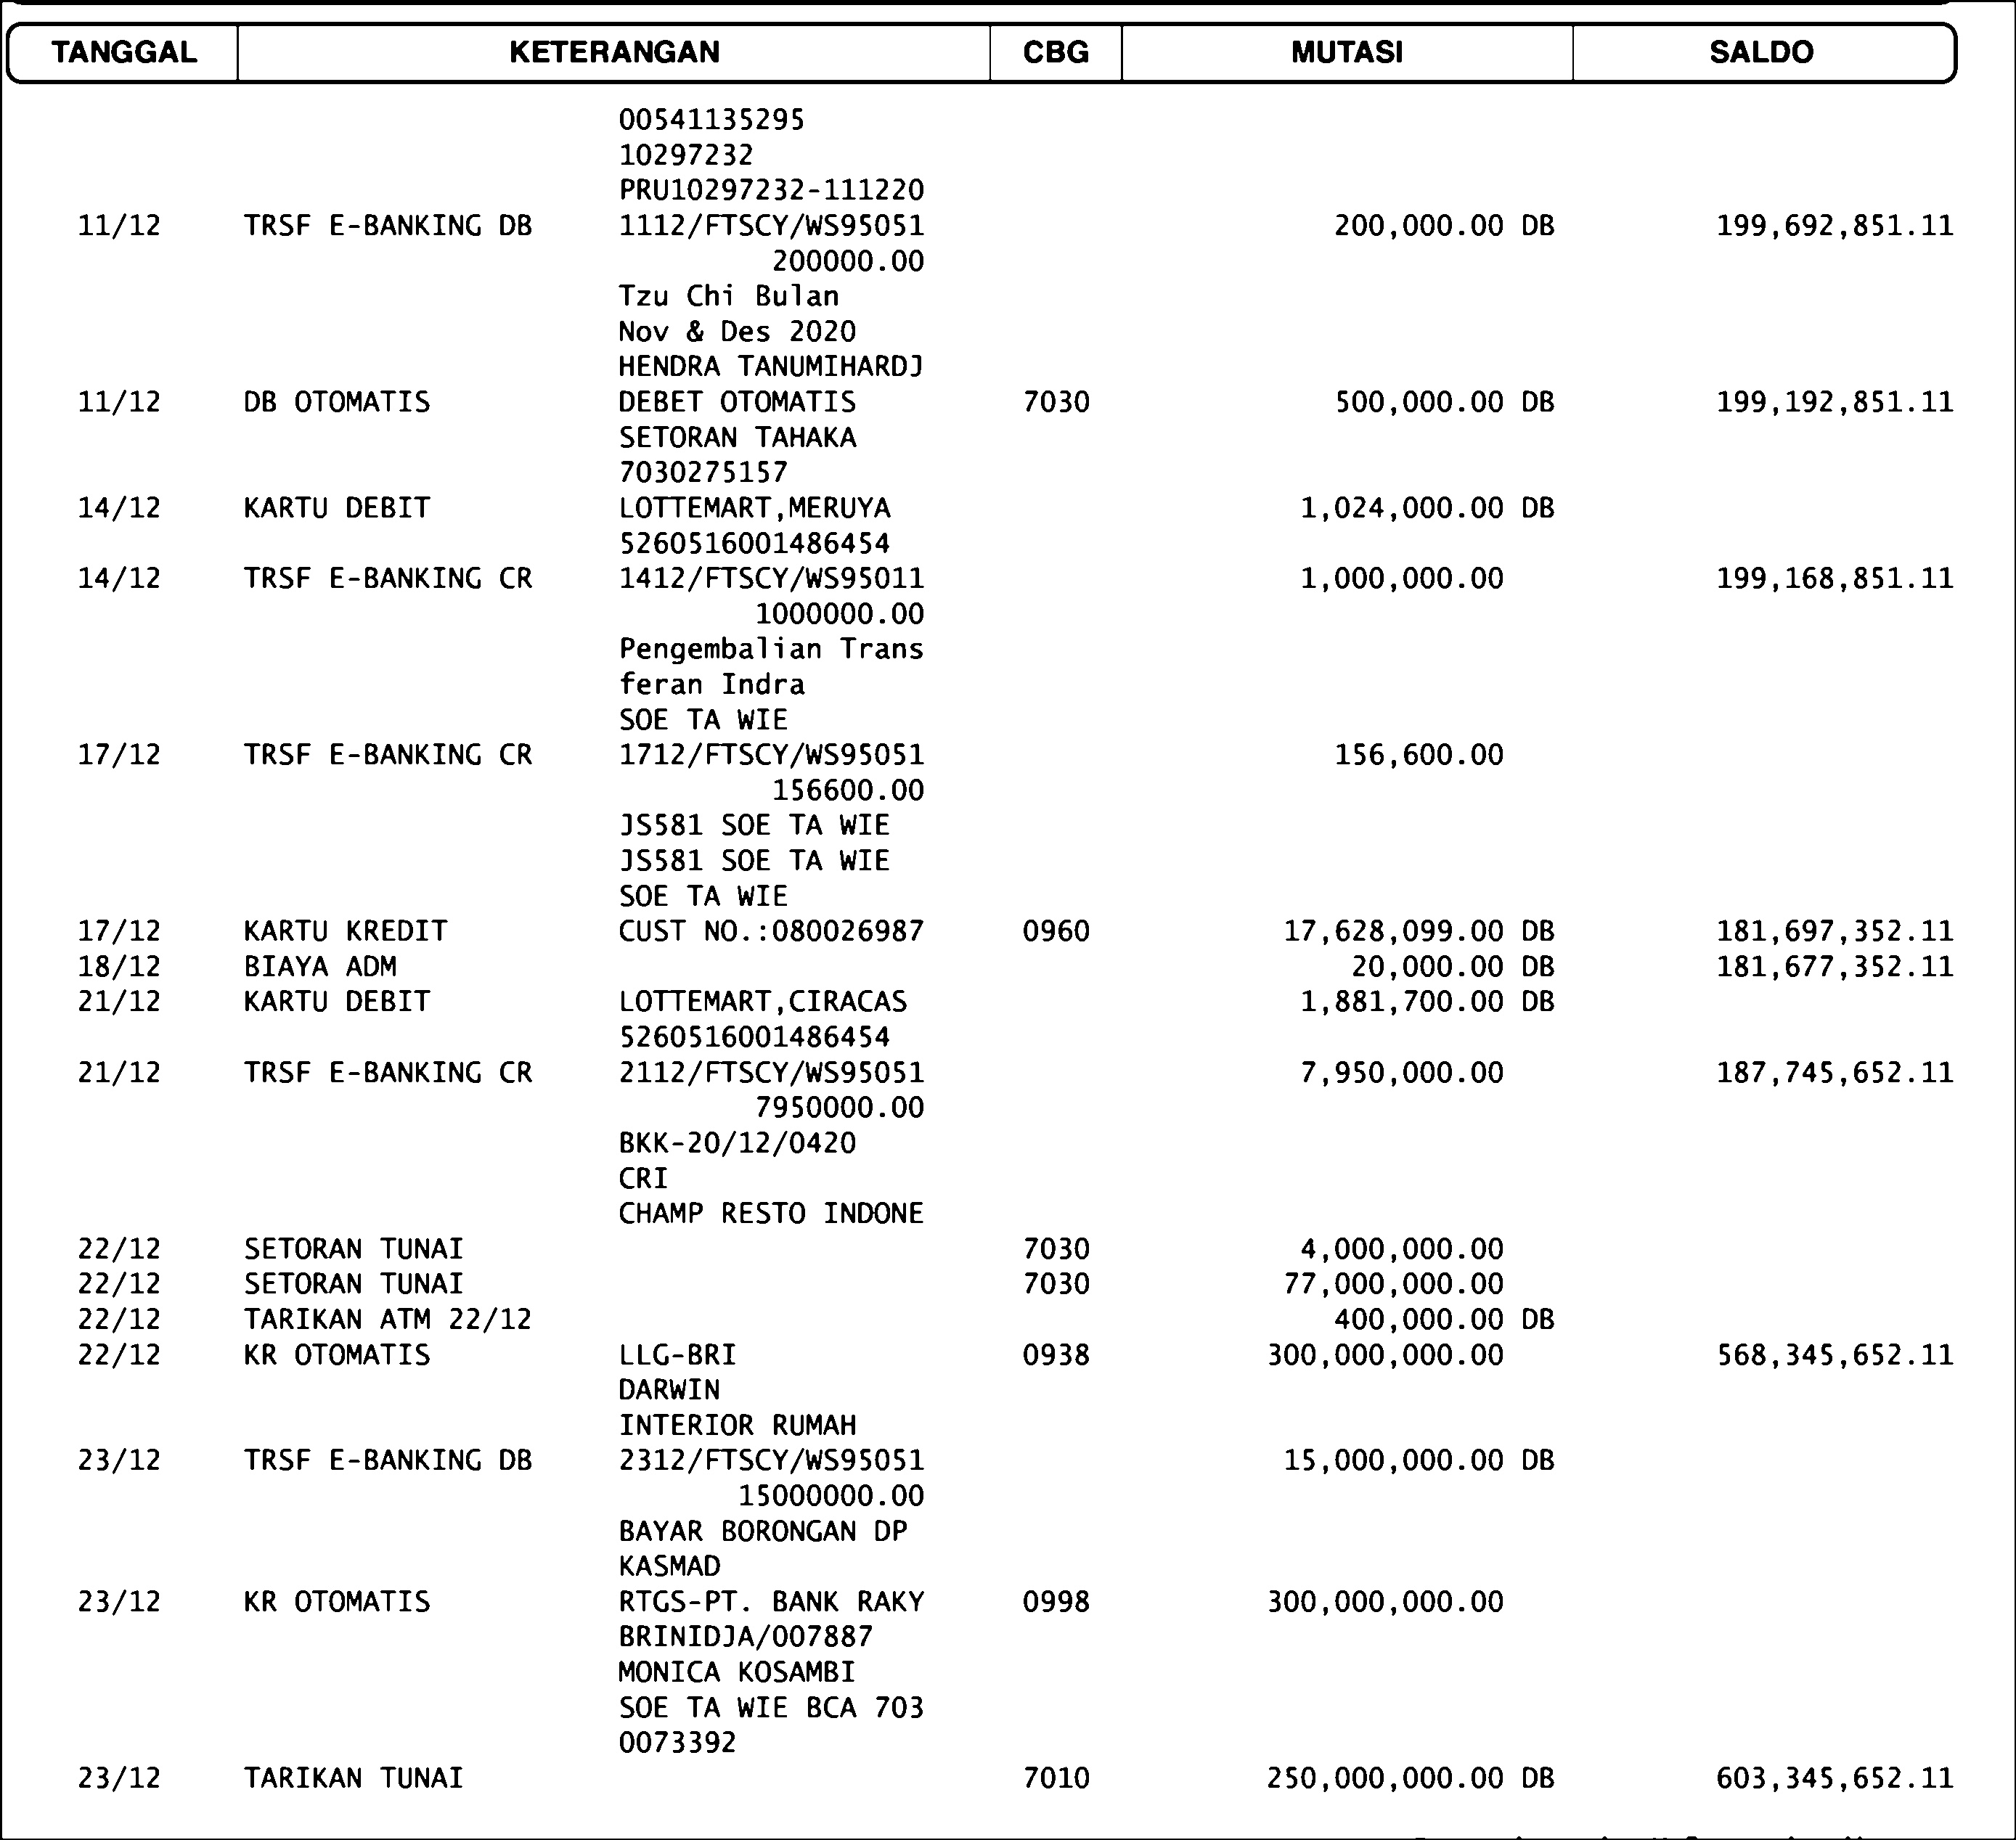 TANGGAL KETERANGAN CBG MUTASI SALDO
00541135295
10297232
PRU10297232-111220
11/12 TRSF E-BANKING DB 1112/FTSCY/WS95051 200,000.00 DB 199,692,851.11
200000.00
Tzu Chi Bulan
Nov & Des 2020
HENDRA TANUMIHARDJ
11/12 DB OTOMATIS DEBET OTOMATIS 7030 500,000.00 DB 199,192,851.11
SETORAN TAHAKA
7030275157
14/12 KARTU DEBIT LOTTEMART,MERUYA 1,024,000.00 DB
5260516001486454
14/12 TRSF E-BANKING CR 1412/FTSCY/WS95011 1,000,000.00 199,168,851.11
1000000.00
Pengembalian Trans
feran Indra
SOE TA WIE
17/12 TRSF E-BANKING CR 1712/FTSCY/WS95051 156,600.00
156600.00
JS581 SOE TA WIE
JS581 SOE TA WIE
SOE TA WIE
17/12 KARTU KREDIT CUST NO.:080026987 0960 17,628,099.00 DB 181,697,352.11
18/12 BIAYA ADM 20,000.00 DB 181,677,352.11
21/12 KARTU DEBIT LOTTEMART,CIRACAS 1,881,700.00 DB
5260516001486454
21/12 TRSF E-BANKING CR 2112/FTSCY/WS95051 7,950,000.00 187,745,652.11
7950000.00
BKK-20/12/0420
CRI
CHAMP RESTO INDONE
22/12 SETORAN TUNAI 7030 4,000,000.00
22/12 SETORAN TUNAI 7030 77,000,000.00
22/12 TARIKAN ATM 22/12 400,000.00 DB
22/12 KR OTOMATIS LLG-BRI 0938 300,000,000.00 568,345,652.11
DARWIN
INTERIOR RUMAH
23/12 TRSF E-BANKING DB 2312/FTSCY/WS95051 15,000,000.00 DB
15000000.00
BAYAR BORONGAN DP
KASMAD
23/12 KR OTOMATIS RTGS-PT. BANK RAKY 0998 300,000,000.00
BRINIDJA/007887
MONICA KOSAMBI
SOE TA WIE BCA 703
0073392
23/12 TARIKAN TUNAI 7010 250,000,000.00 DB 603,345,652.11